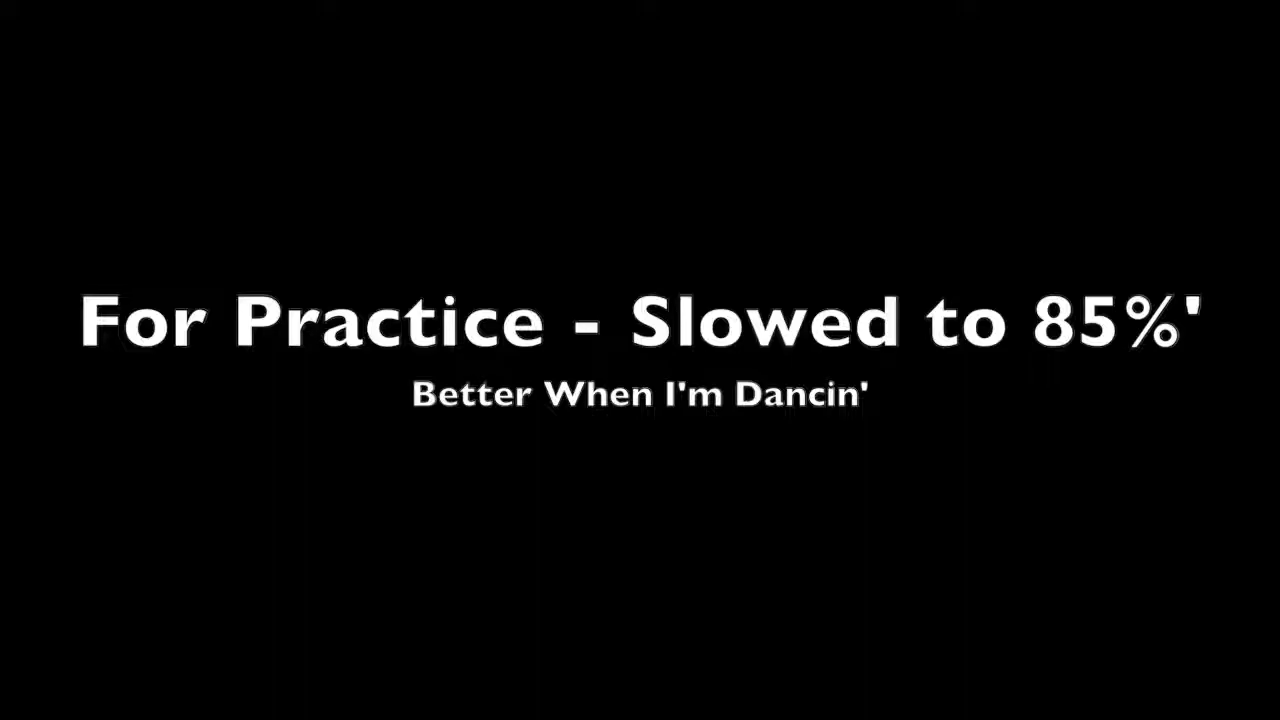 For Practice - Slowed to 85%'
Better When I'm Dancin'